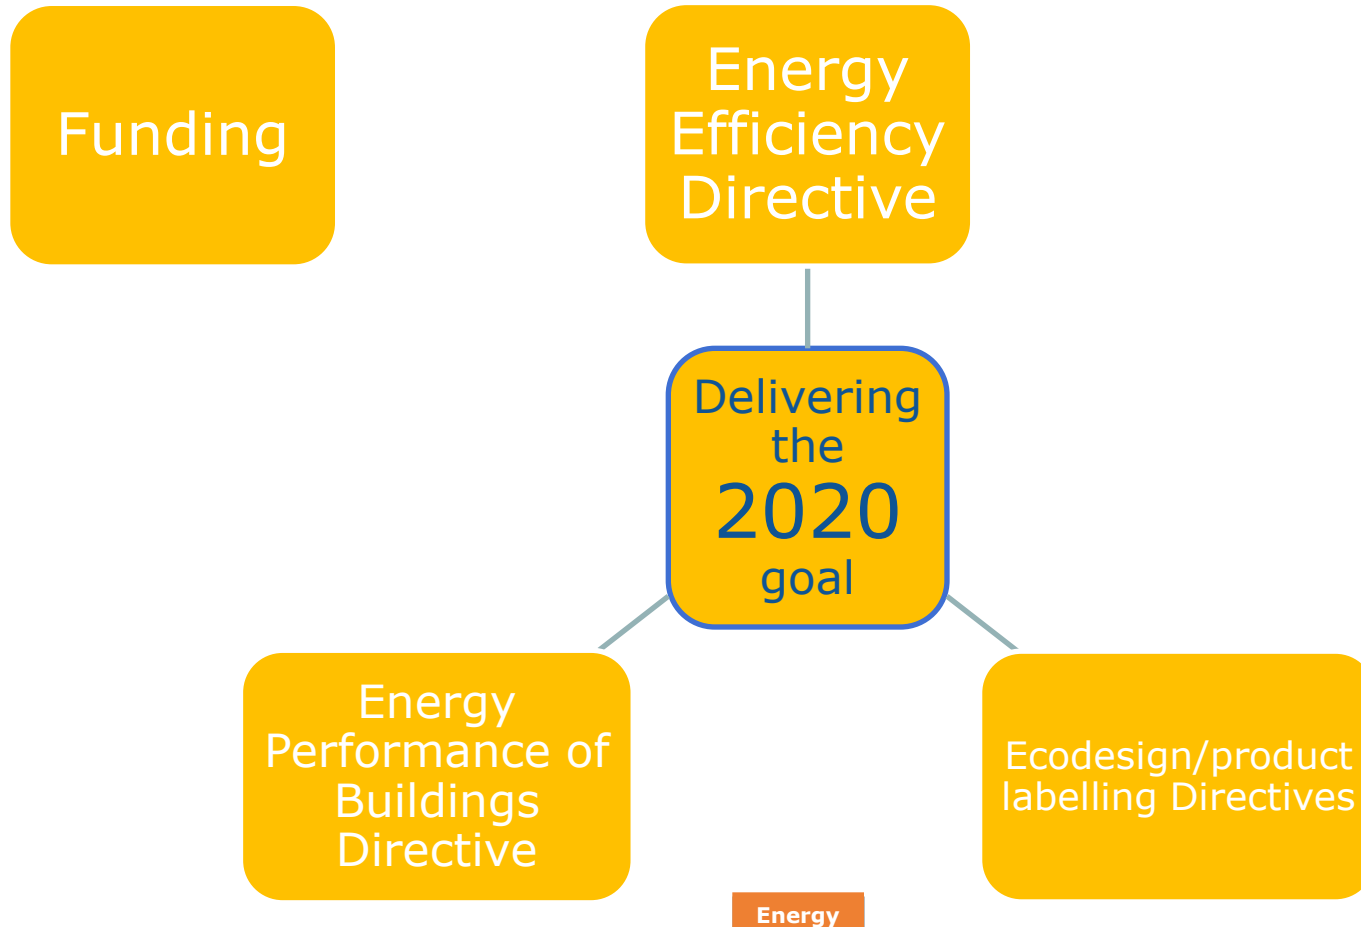 Funding
Energy
Efficiency
Directive
Delivering
the
2020
goal
Energy
Performance of
Buildings
Directive
Ecodesign/product
labelling Directives
Energy